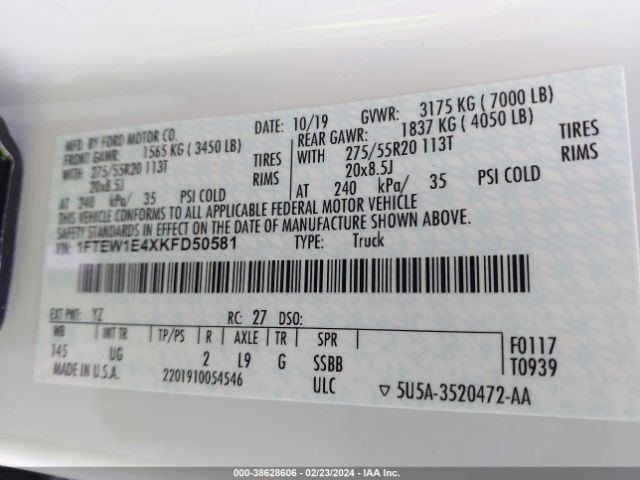 MFD. BY FORD MOTOR CO.
DATE: 10/19 GVWR: 3175 KG ( 7000 LB)
FRONT GAWR: 1565 KG ( 3450 LB)
REAR GAWR: 1837 KG ( 4050 LB)
WITH 275/55R20 113T TIRES
WITH 275/55R20 113T TIRES
20x8.5J RIMS
20x8.5J RIMS
AT 240 kPa/ 35 PSI COLD
AT 240 kPa/ 35 PSI COLD
THIS VEHICLE CONFORMS TO ALL APPLICABLE FEDERAL MOTOR VEHICLE
SAFETY STANDARDS IN EFFECT ON THE DATE OF MANUFACTURE SHOWN ABOVE.
VIN: 1FTEW1E4XKFD50581
TYPE: Truck
EXT PNT: YZ RC: 27 DSO:
WB INT TR TP/PS R AXLE TR SPR
145 UG 2 L9 G SSBB
F0117
T0939
MADE IN U.S.A. 2201910054546 ULC
▽ 5U5A-3520472-AA
000-38628606 - 02/23/2024 - IAA Inc.